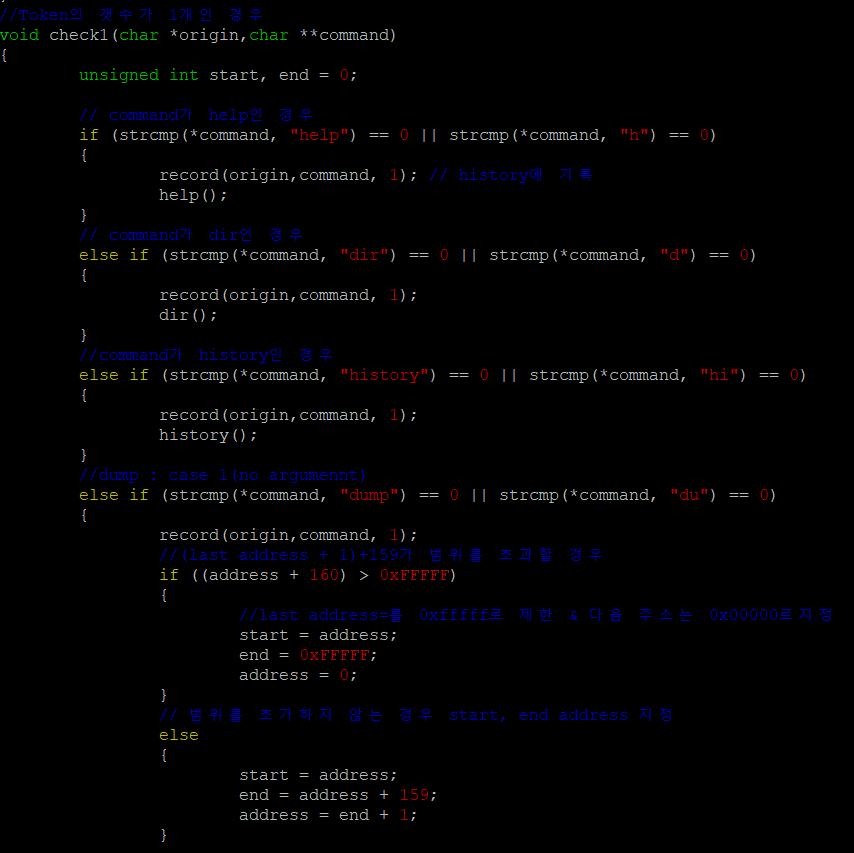 //Token의 갯수가 1개인 경우
void check1(char *origin,char **command)
{
unsigned int start, end = 0;
// command가 help인 경우
if (strcmp(*command, "help") == 0 || strcmp(*command, "h") == 0)
{
record(origin,command, 1); // history에 기록
help();
}
// command가 dir인 경우
else if (strcmp(*command, "dir") == 0 || strcmp(*command, "d") == 0)
{
record(origin,command, 1);
dir();
}
//command가 history인 경우
else if (strcmp(*command, "history") == 0 || strcmp(*command, "hi") == 0)
{
record(origin,command, 1);
history();
}
//dump : case 1(no argumennt)
else if (strcmp(*command, "dump") == 0 || strcmp(*command, "du") == 0)
{
record(origin,command, 1);
//(last address + 1)+159가 범위를 초과할 경우
if ((address + 160) > 0xFFFFF)
{
//last address=를 0xfffff로 제한 & 다음 주소는 0x00000로지정
start = address;
end = 0xFFFFF;
address = 0;
}
// 범위를 초가하지 않는 경우 start, end address 지정
else
{
start = address;
end = address + 159;
address = end + 1;
}